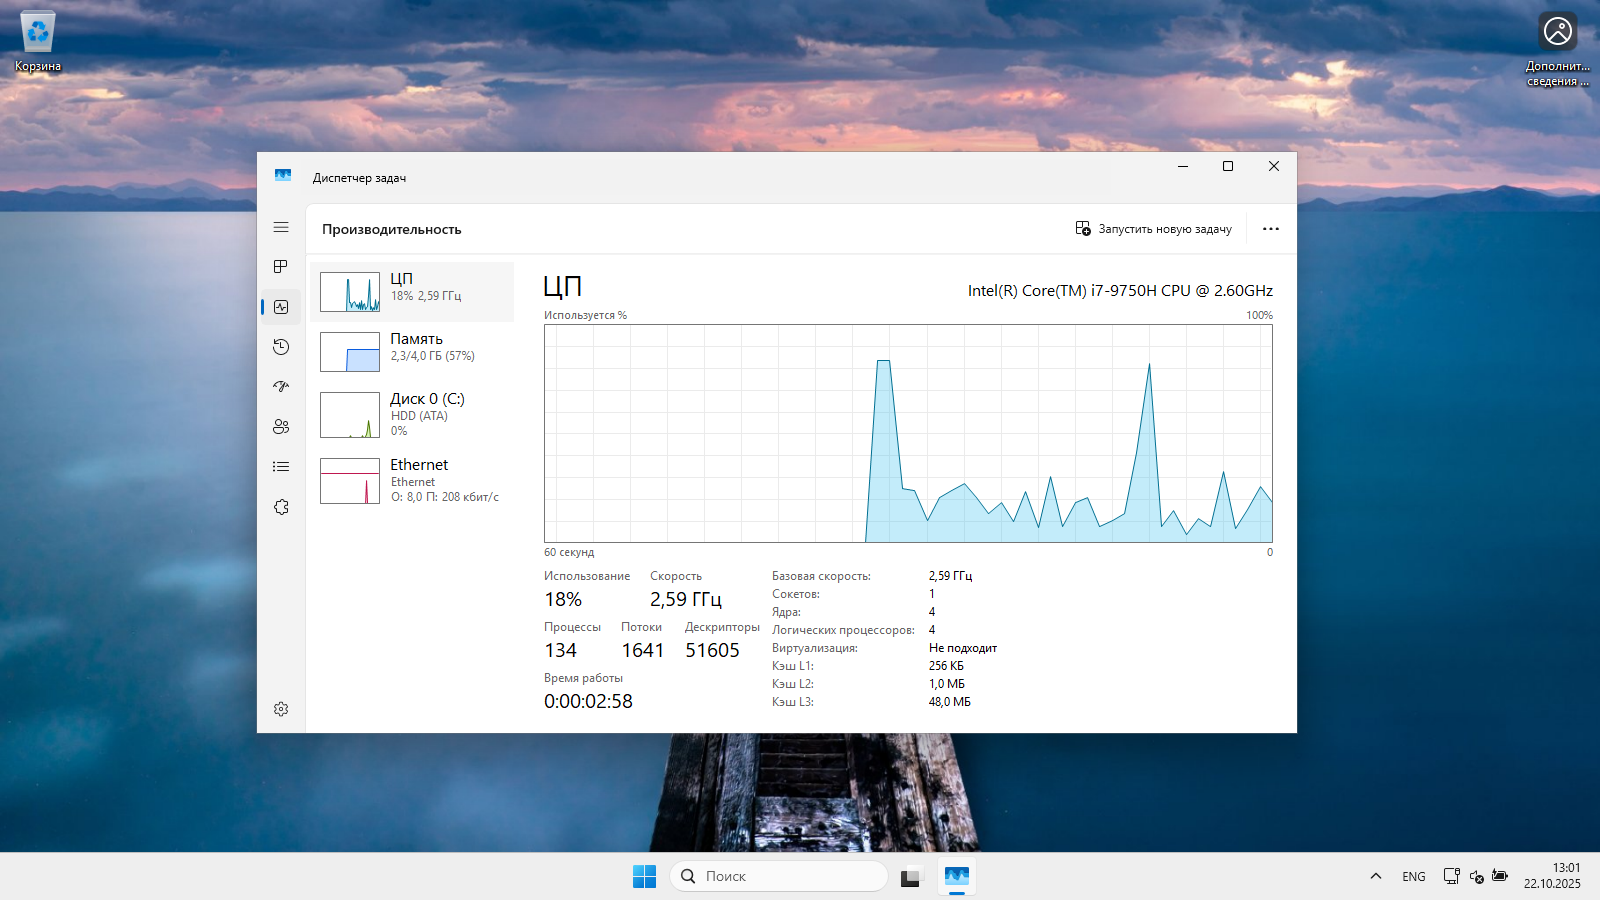 Корзина
Дополнит...
сведения ...
Диспетчер задач
Производительность
Запустить новую задачу
ЦП
18% 2,59 ГГц
Память
2,3/4,0 ГБ (57%)
Диск 0 (C:)
HDD (ATA)
0%
Ethernet
Ethernet
О: 8,0 П: 208 кбит/с
ЦП
Intel(R) Core(TM) i7-9750H CPU @ 2.60GHz
Используется %
100%
60 секунд
0
Использование
Скорость
18%
2,59 ГГц
Процессы
Потоки
Дескрипторы
134
1641
51605
Время работы
0:00:02:58
Базовая скорость: 2,59 ГГц
Сокетов: 1
Ядра: 4
Логических процессоров: 4
Виртуализация: Не подходит
Кэш L1: 256 КБ
Кэш L2: 1,0 МБ
Кэш L3: 48,0 МБ
Поиск
ENG
13:01
22.10.2025